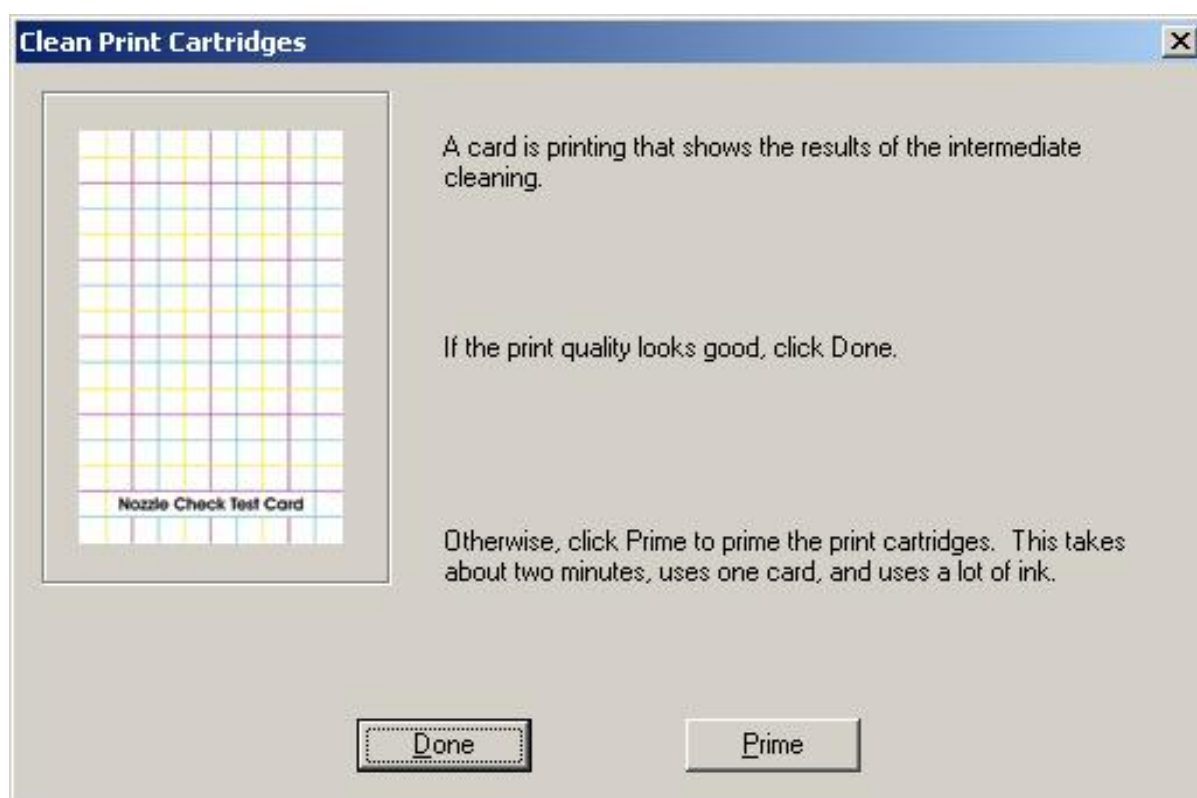 Clean Print Cartridges
A card is printing that shows the results of the intermediate
cleaning.
If the print quality looks good, click Done.
Nozzle Check Test Card
Otherwise, click Prime to prime the print cartridges.  This takes
about two minutes, uses one card, and uses a lot of ink.
Done
Prime